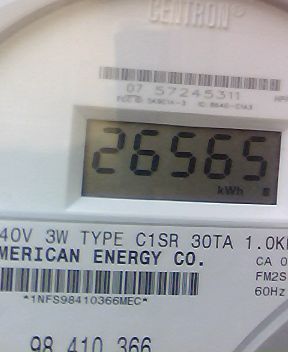 CENTRON®
07 57245311
26565
kWh
40V 3W TYPE C1SR 30TA 1.0K
MERICAN ENERGY CO.
CA 0
FM2S
60Hz
*1NFS98410366MEC*
98 410 366